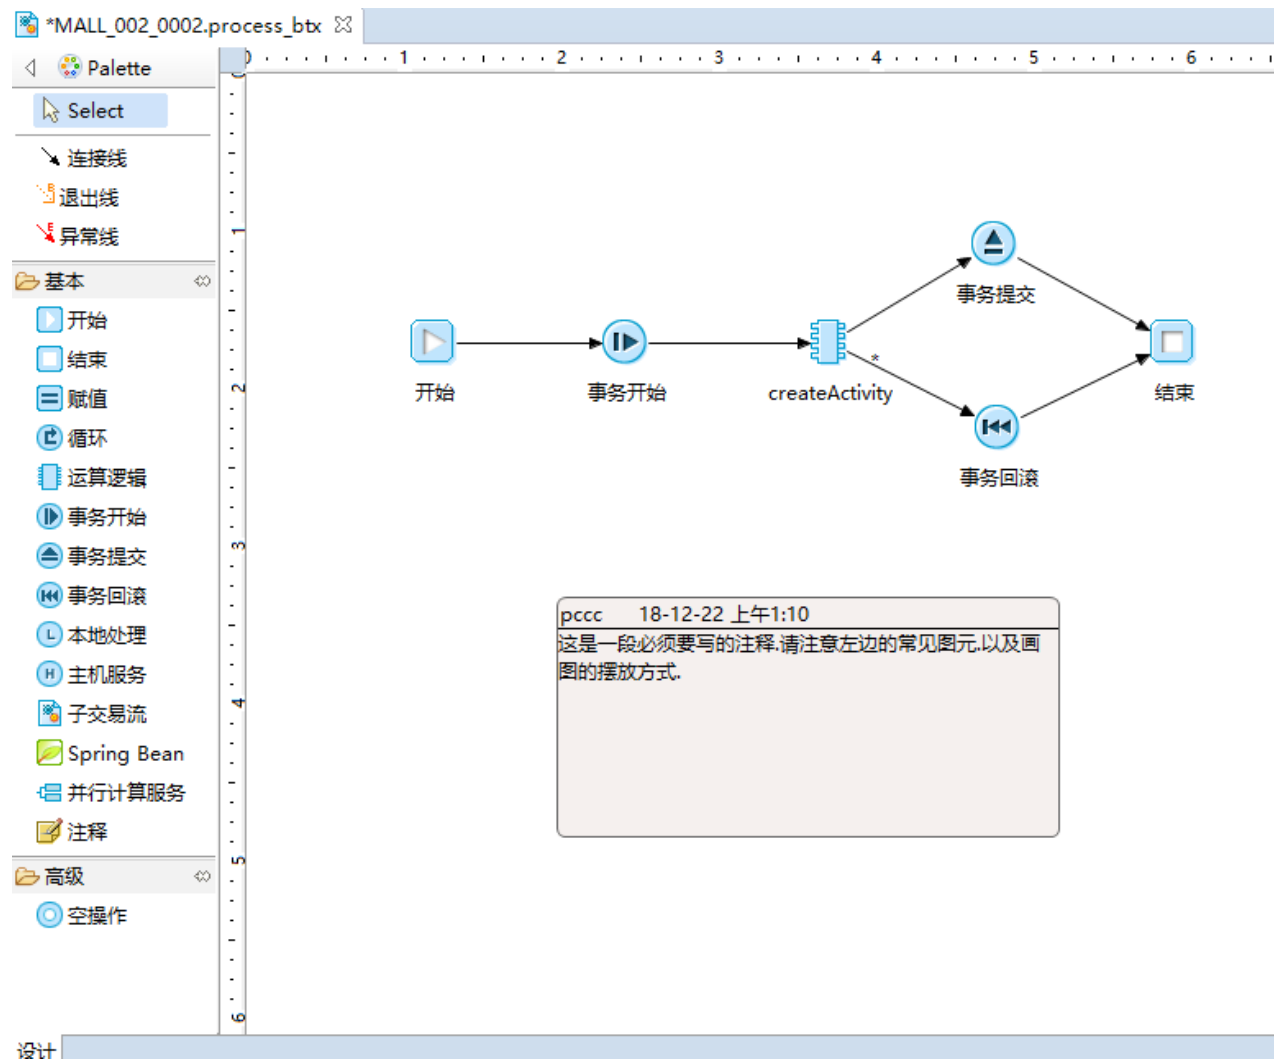 *MALL_002_0002.process_btx
Palette
Select
连接线
退出线
异常线
基本
开始
结束
赋值
循环
运算逻辑
事务开始
事务提交
事务回滚
本地处理
主机服务
子交易流
Spring Bean
并行计算服务
注释
高级
空操作
0 1 2 3 4 5 6
0
1
2
3
4
5
6
事务提交
开始
事务开始
createActivity
*
结束
事务回滚
pccc 18-12-22 上午1:10
这是一段必须要写的注释.请注意左边的常见图元.以及画
图的摆放方式.
设计